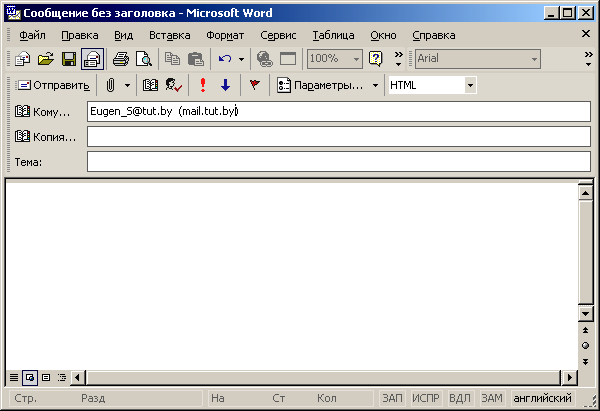 Сообщение без заголовка - Microsoft Word
Файл Правка Вид Вставка Формат Сервис Таблица Окно Справка
100% Arial
Отправить Параметры... HTML
Кому... Eugen_S@tut.by (mail.tut.by)
Копия...
Тема:
Стр. Разд На Ст Кол ЗАП ИСПР ВДЛ ЗАМ английский